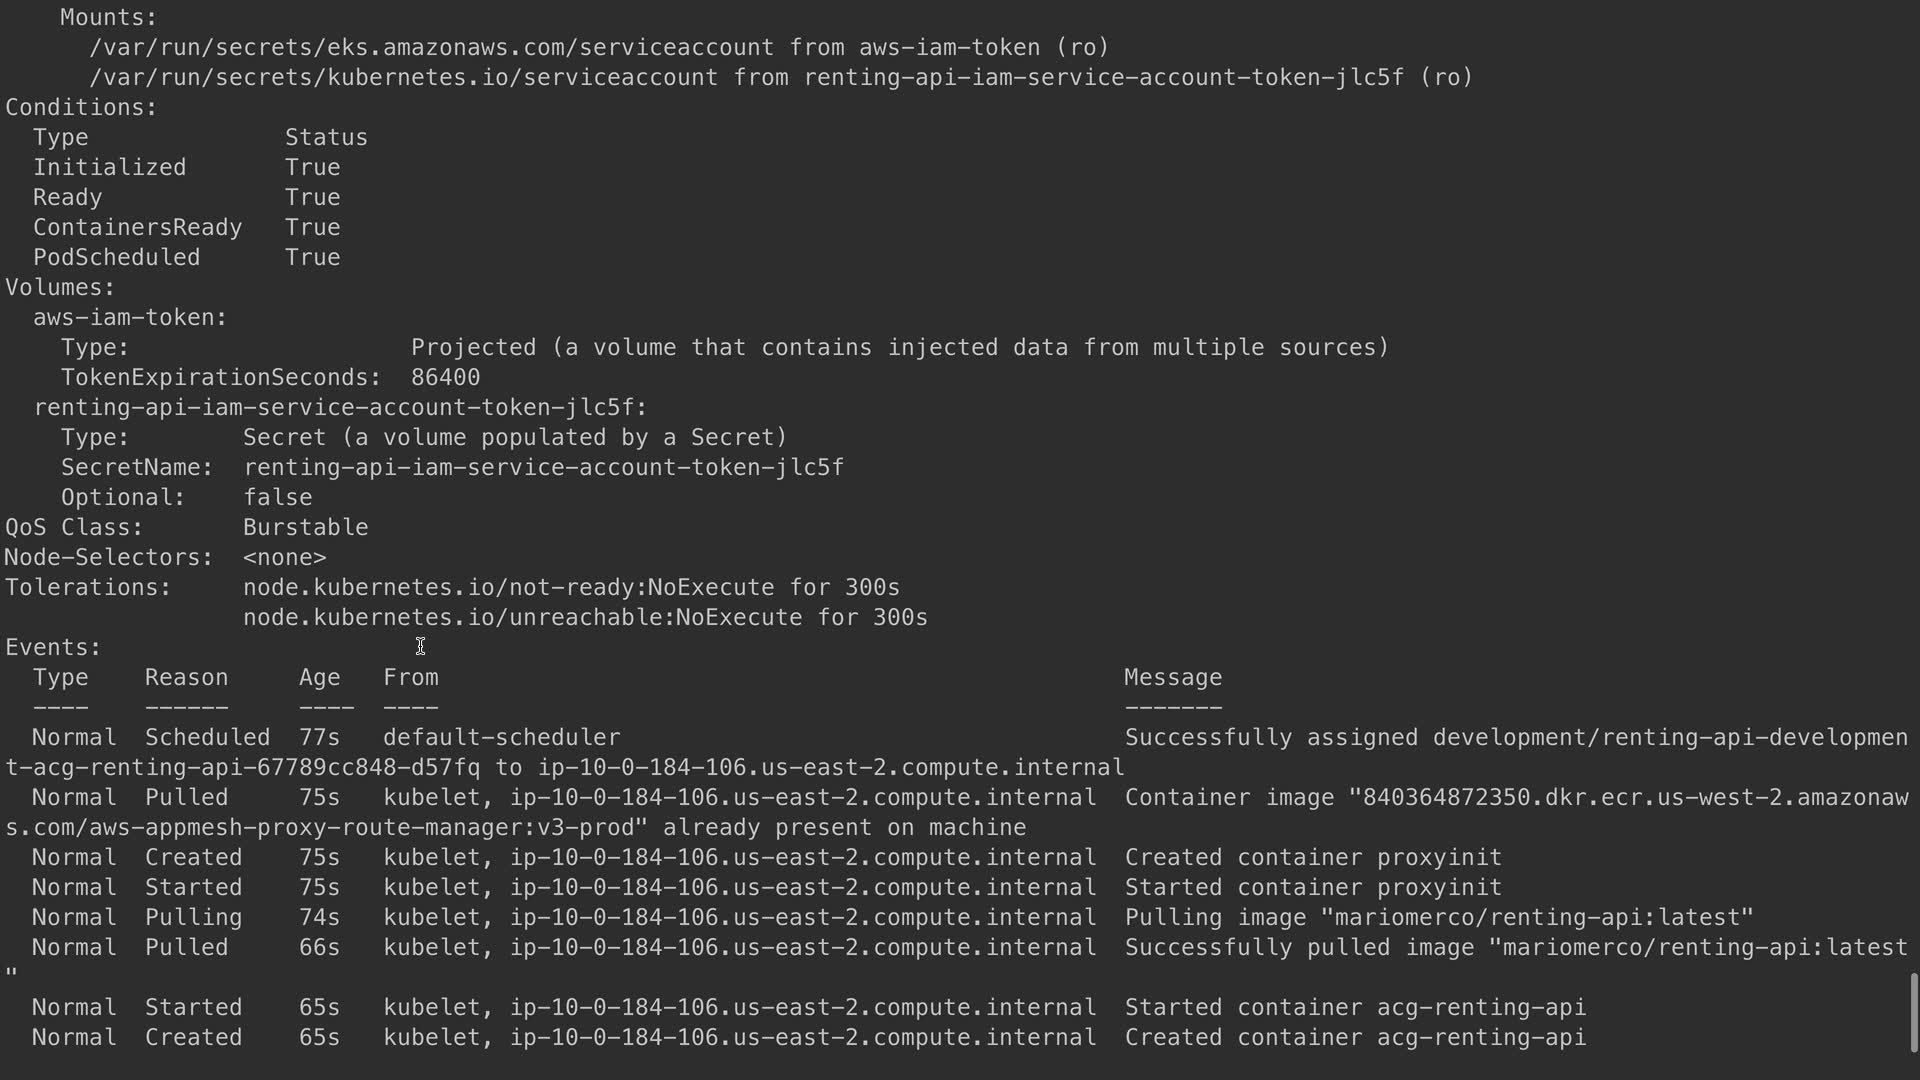 Mounts:
/var/run/secrets/eks.amazonaws.com/serviceaccount from aws-iam-token (ro)
/var/run/secrets/kubernetes.io/serviceaccount from renting-api-iam-service-account-token-jlc5f (ro)
Conditions:
Type Status
Initialized True
Ready True
ContainersReady True
PodScheduled True
Volumes:
aws-iam-token:
Type: Projected (a volume that contains injected data from multiple sources)
TokenExpirationSeconds: 86400
renting-api-iam-service-account-token-jlc5f:
Type: Secret (a volume populated by a Secret)
SecretName: renting-api-iam-service-account-token-jlc5f
Optional: false
QoS Class: Burstable
Node-Selectors: <none>
Tolerations: node.kubernetes.io/not-ready:NoExecute for 300s
node.kubernetes.io/unreachable:NoExecute for 300s
Events:
Type Reason Age From Message
---- ------ ---- ---- -------
Normal Scheduled 77s default-scheduler Successfully assigned development/renting-api-developmen
t-acg-renting-api-67789cc848-d57fq to ip-10-0-184-106.us-east-2.compute.internal
Normal Pulled 75s kubelet, ip-10-0-184-106.us-east-2.compute.internal Container image "840364872350.dkr.ecr.us-west-2.amazonaw
s.com/aws-appmesh-proxy-route-manager:v3-prod" already present on machine
Normal Created 75s kubelet, ip-10-0-184-106.us-east-2.compute.internal Created container proxyinit
Normal Started 75s kubelet, ip-10-0-184-106.us-east-2.compute.internal Started container proxyinit
Normal Pulling 74s kubelet, ip-10-0-184-106.us-east-2.compute.internal Pulling image "mariomerco/renting-api:latest"
Normal Pulled 66s kubelet, ip-10-0-184-106.us-east-2.compute.internal Successfully pulled image "mariomerco/renting-api:latest
"
Normal Started 65s kubelet, ip-10-0-184-106.us-east-2.compute.internal Started container acg-renting-api
Normal Created 65s kubelet, ip-10-0-184-106.us-east-2.compute.internal Created container acg-renting-api